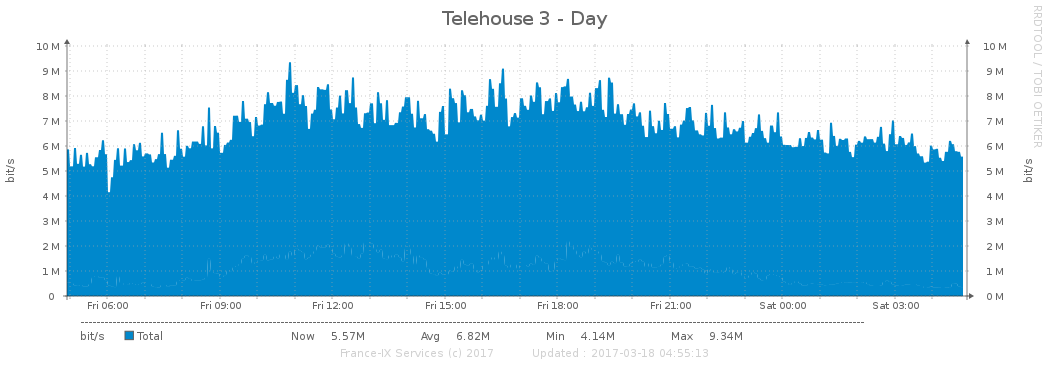 Telehouse 3 - Day
RRDTOOL / TOBI OETIKER
bit/s
10 M 10 M
9 M 9 M
8 M 8 M
7 M 7 M
6 M 6 M
5 M 5 M
4 M 4 M
3 M 3 M
2 M 2 M
1 M 1 M
0 0 M
bit/s
Fri 06:00 Fri 09:00 Fri 12:00 Fri 15:00 Fri 18:00 Fri 21:00 Sat 00:00 Sat 03:00
bit/s Total Now 5.57M Avg 6.82M Min 4.14M Max 9.34M
France-IX Services (c) 2017 Updated : 2017-03-18 04:55:13